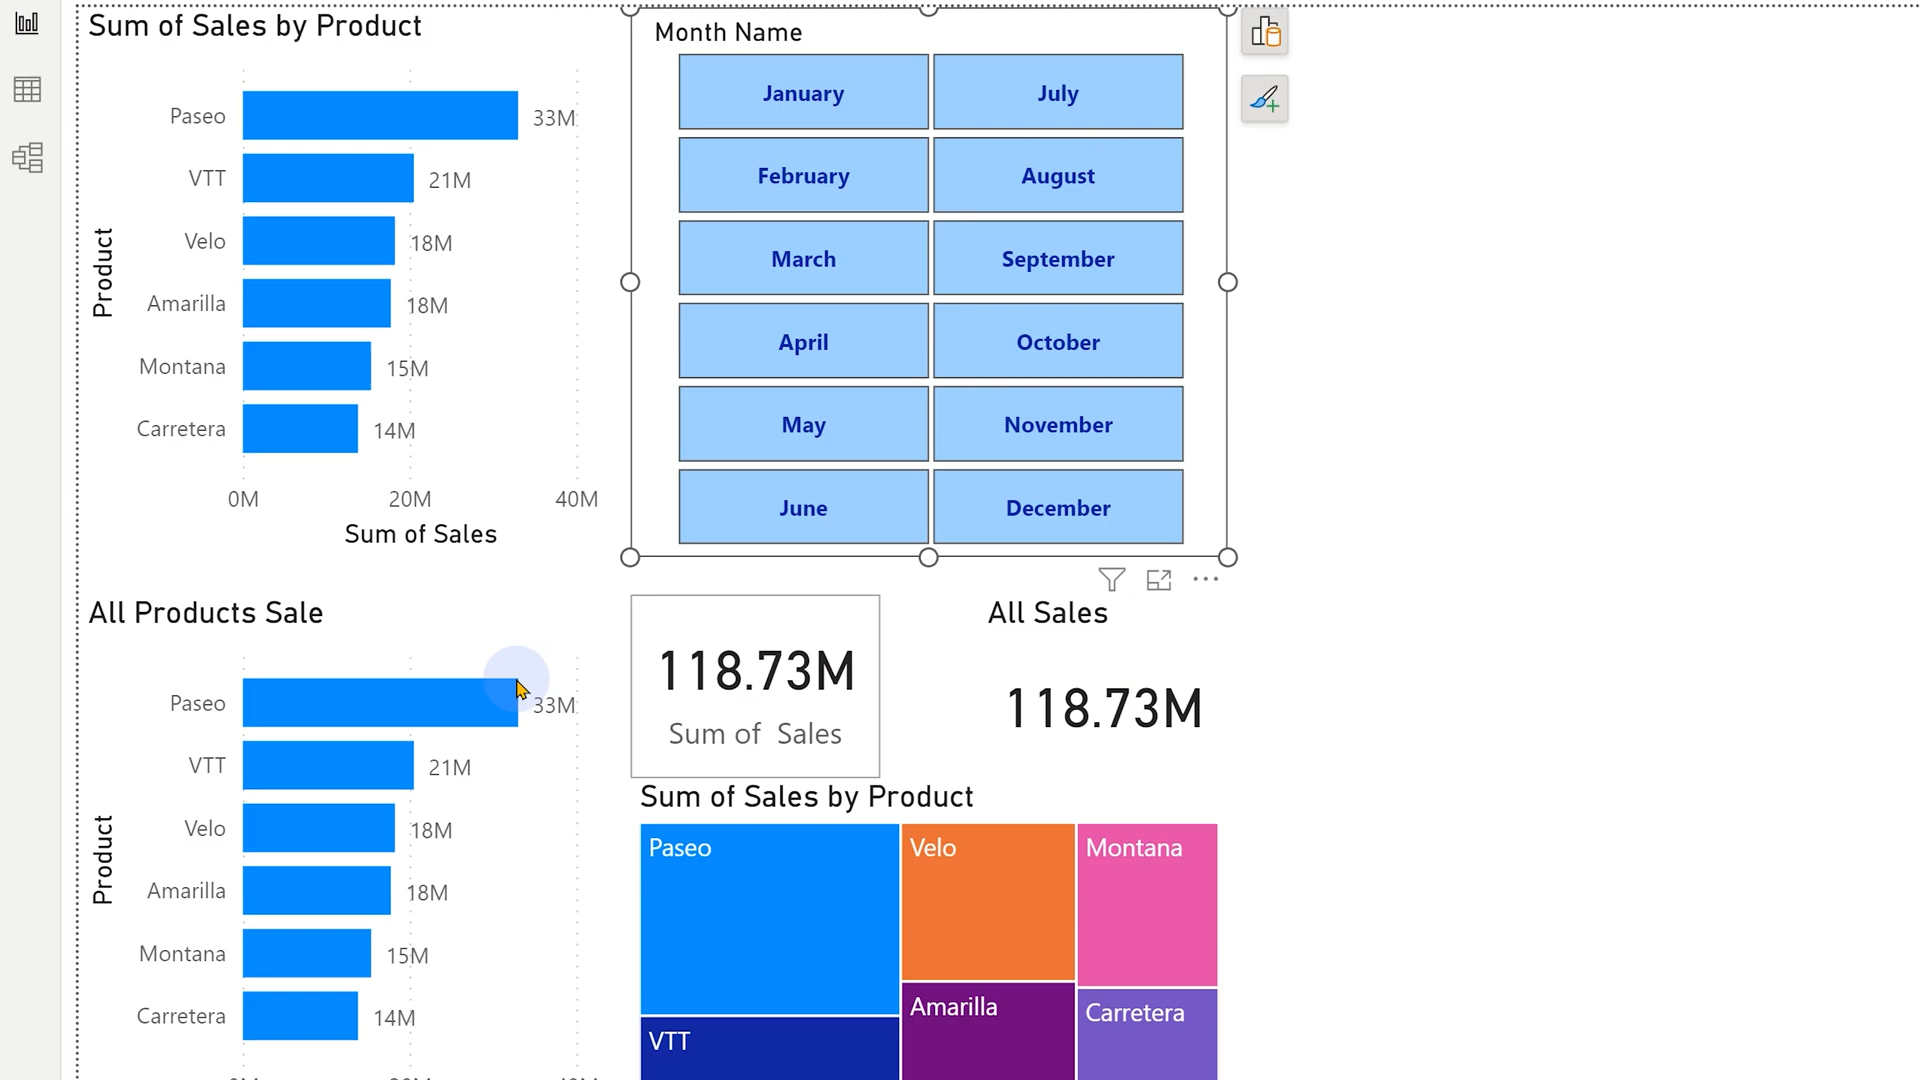 Sum of Sales by Product
Product
Paseo 33M
VTT 21M
Velo 18M
Amarilla 18M
Montana 15M
Carretera 14M
0M 20M 40M
Sum of Sales
Month Name
January July
February August
March September
April October
May November
June December
All Products Sale
Product
Paseo 33M
VTT 21M
Velo 18M
Amarilla 18M
Montana 15M
Carretera 14M
118.73M
Sum of Sales
All Sales
118.73M
Sum of Sales by Product
Paseo Velo Montana
VTT Amarilla Carretera